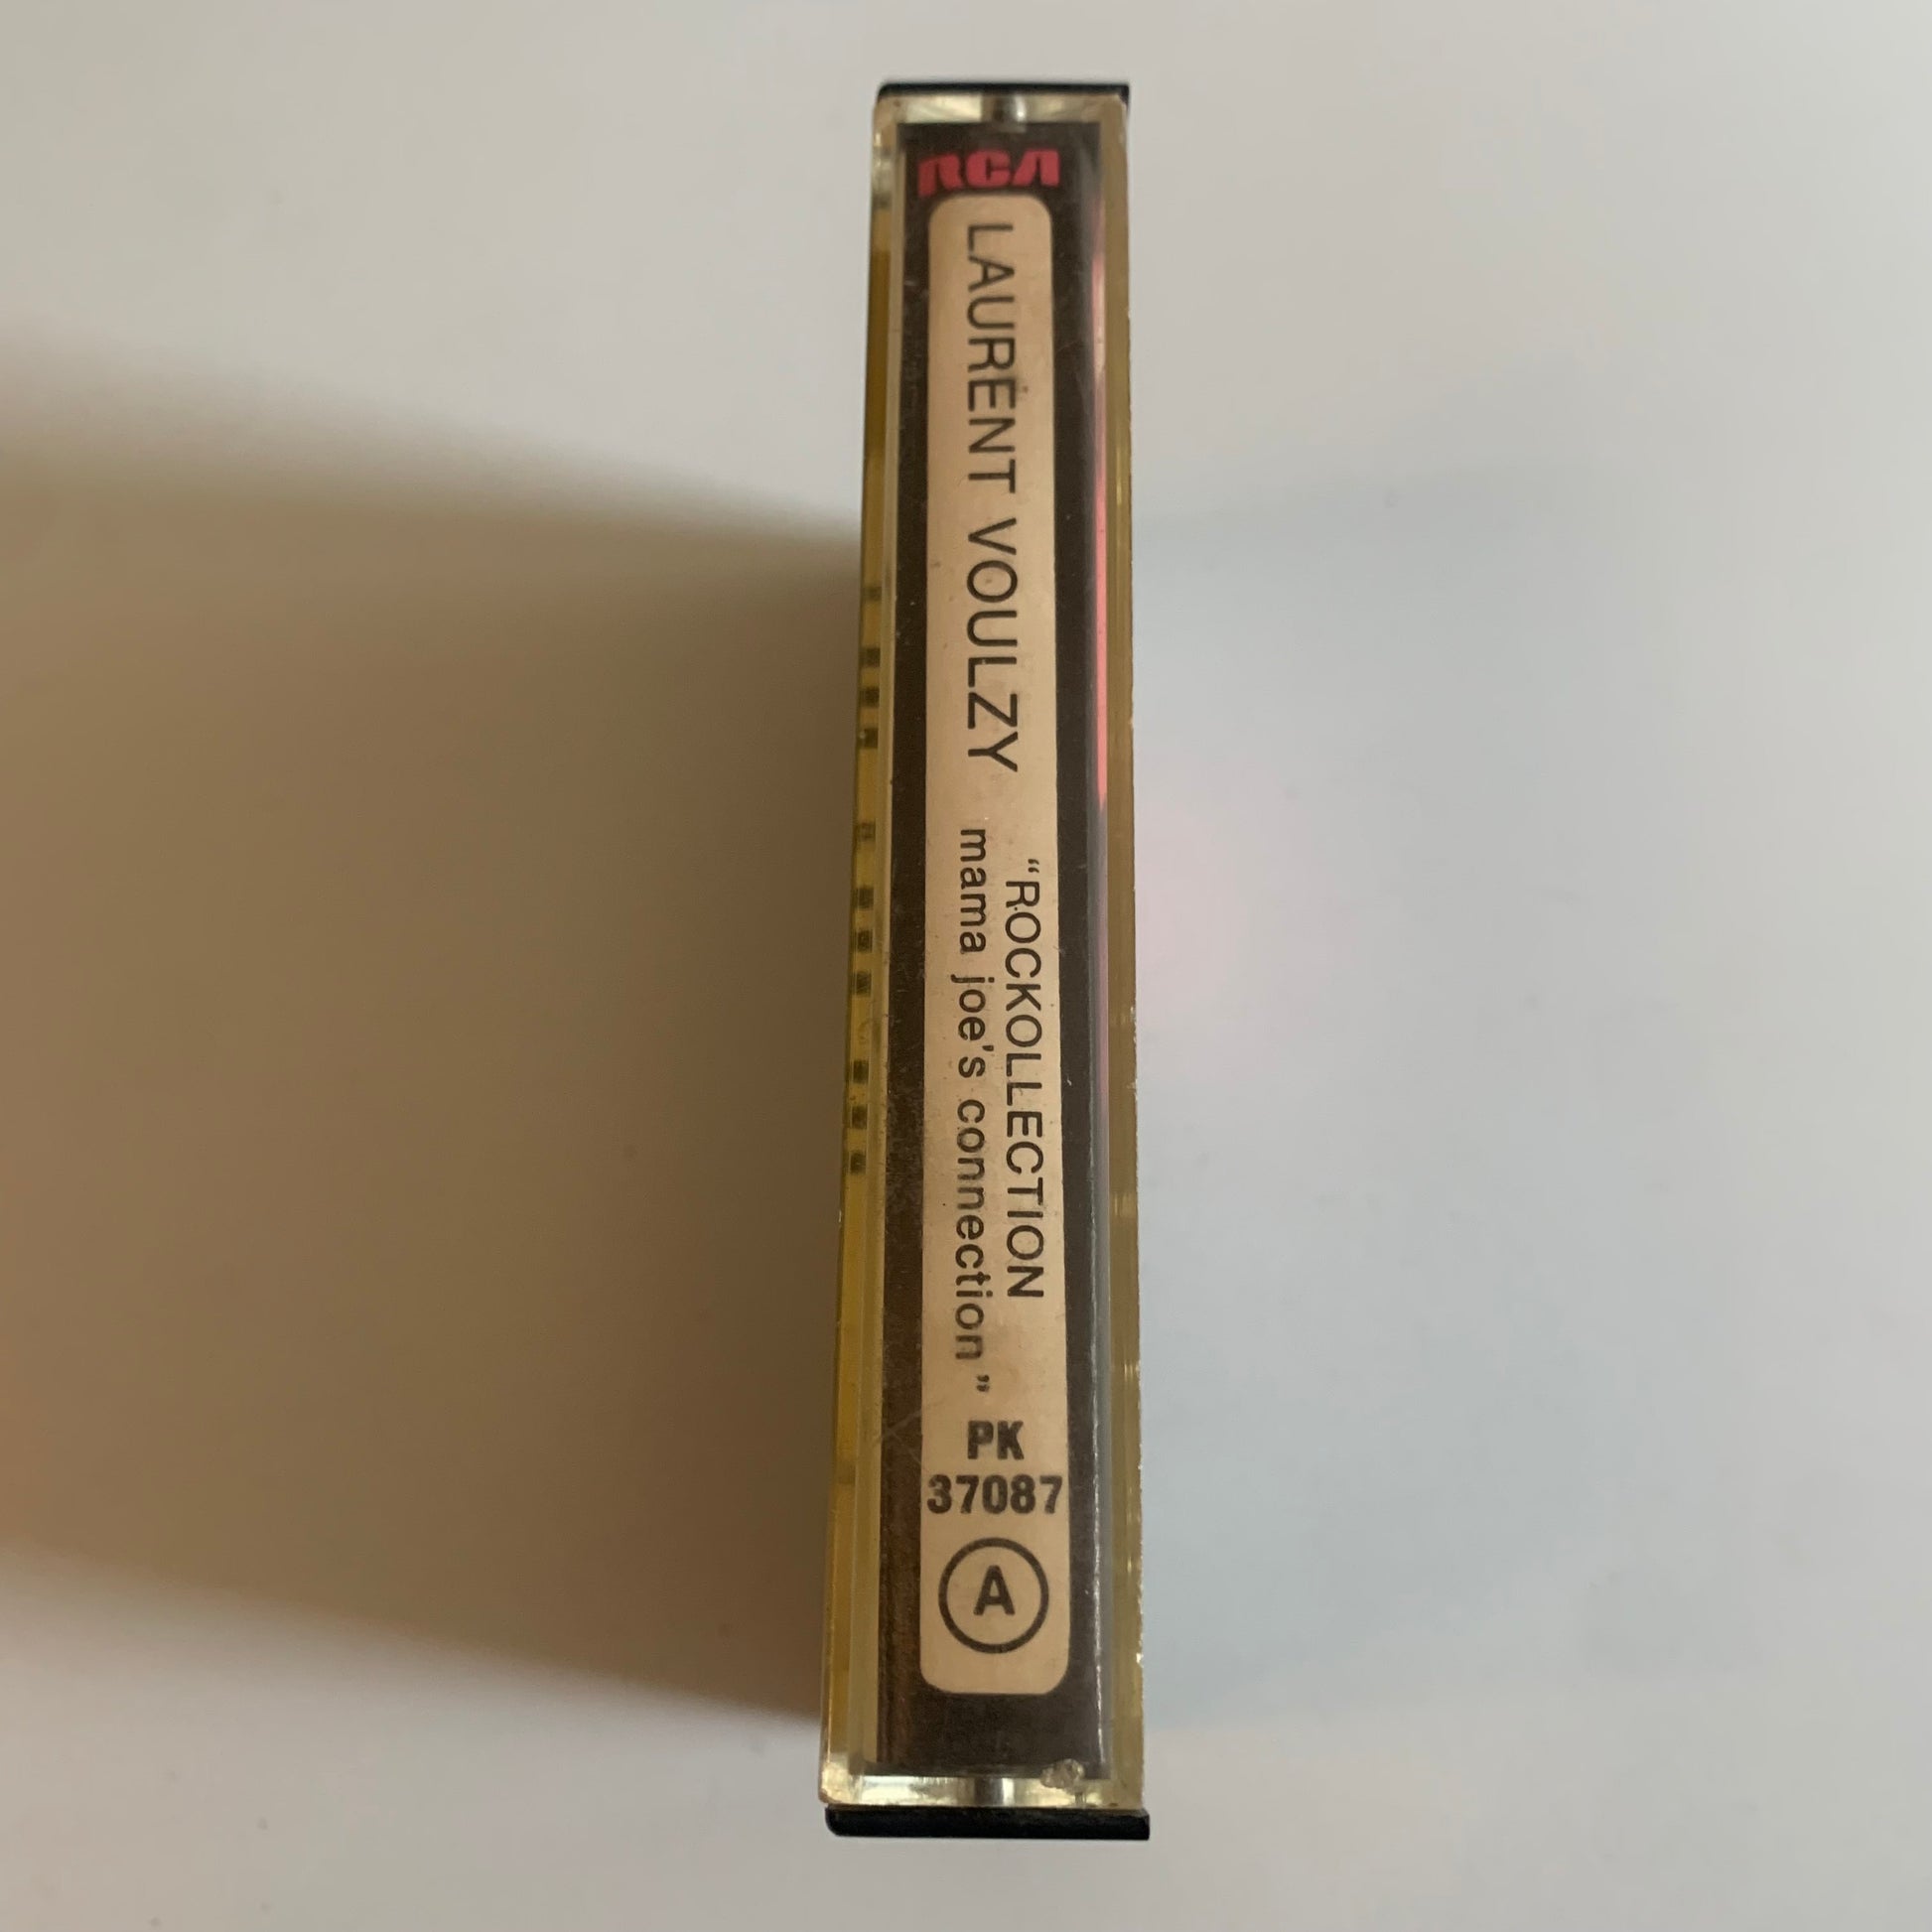 RCA
LAURENT VOULZY
“ROCKOLLECTION
mama joe's connection”
PK
37087
A